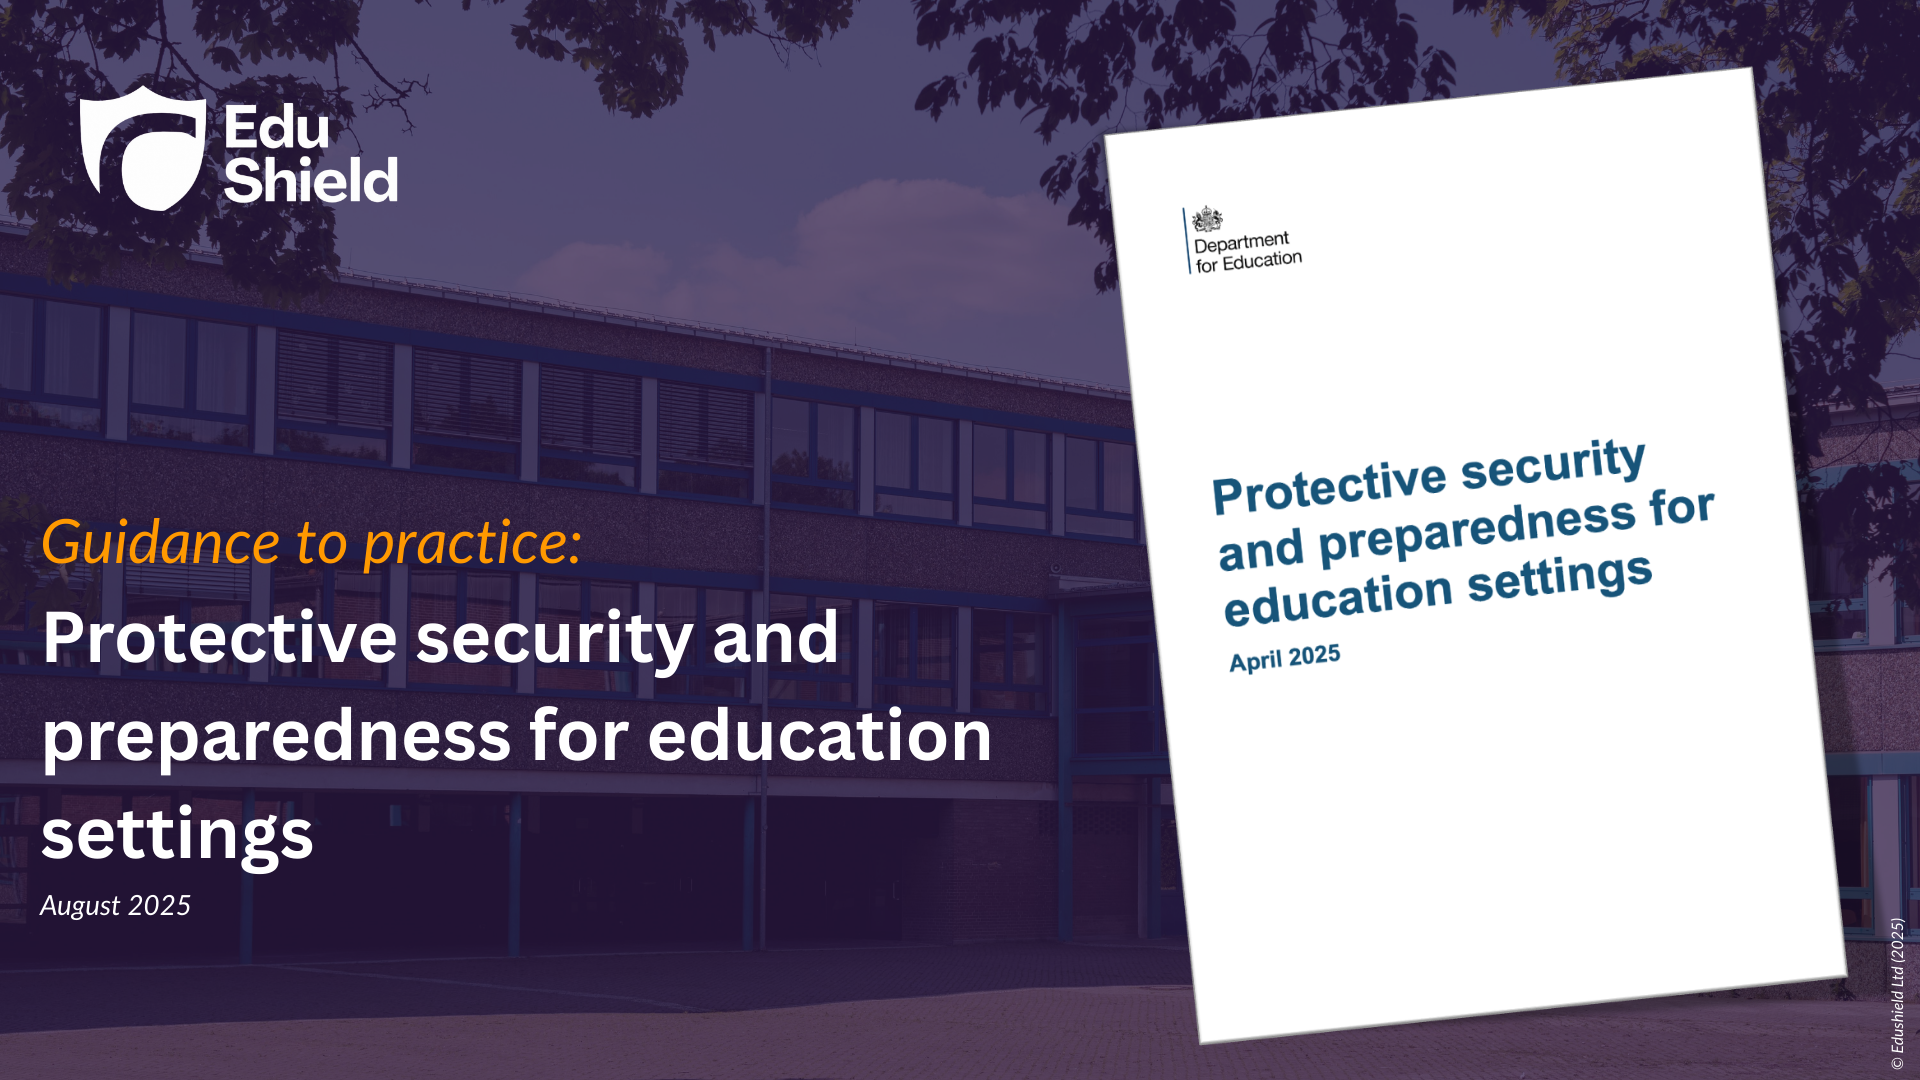 Edu
Shield
Guidance to practice:
Protective security and
preparedness for education
settings
August 2025
Department
for Education
Protective security
and preparedness for
education settings
April 2025
© Edushield Ltd (2025)